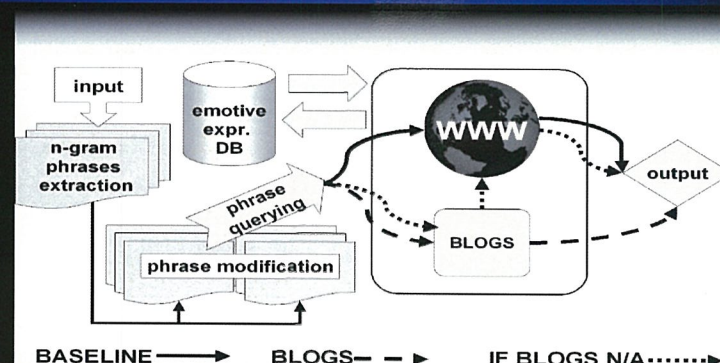 input
n-gram
phrases
extraction
emotive
expr.
DB
phrase
querying
phrase modification
WWW
BLOGS
output
BASELINE
BLOGS
IF BLOGS N/A